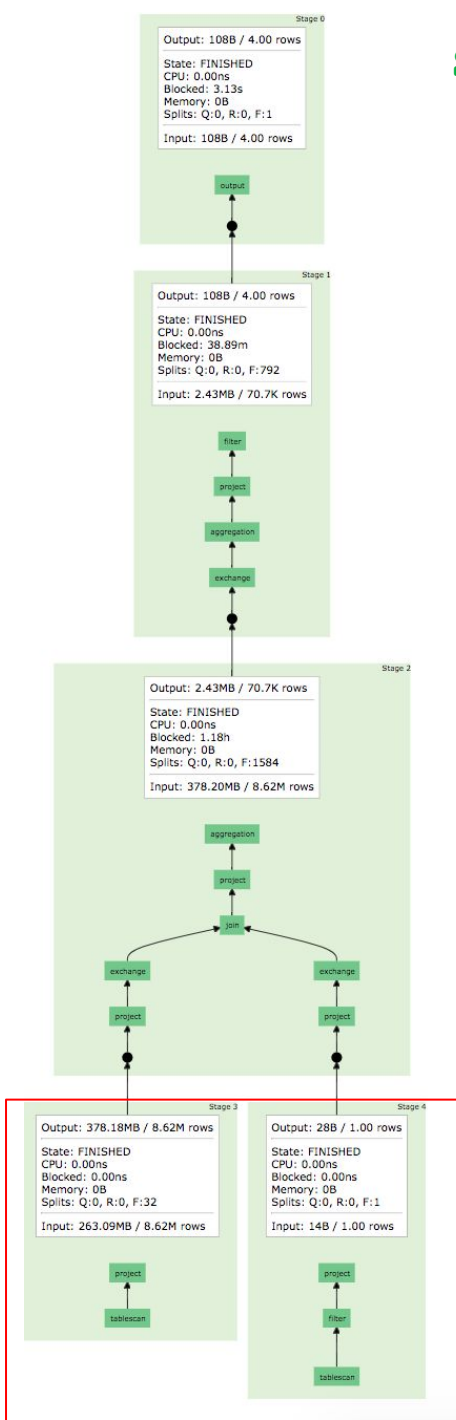 Stage 0
Output: 108B / 4.00 rows
State: FINISHED
CPU: 0.00ns
Blocked: 3.13s
Memory: 0B
Splits: Q:0, R:0, F:1
Input: 108B / 4.00 rows
output
Stage 1
Output: 108B / 4.00 rows
State: FINISHED
CPU: 0.00ns
Blocked: 38.89m
Memory: 0B
Splits: Q:0, R:0, F:792
Input: 2.43MB / 70.7K rows
filter
project
aggregation
exchange
Stage 2
Output: 2.43MB / 70.7K rows
State: FINISHED
CPU: 0.00ns
Blocked: 1.18h
Memory: 0B
Splits: Q:0, R:0, F:1584
Input: 378.20MB / 8.62M rows
aggregation
project
join
exchange
exchange
project
project
Stage 3
Output: 378.18MB / 8.62M rows
State: FINISHED
CPU: 0.00ns
Blocked: 0.00ns
Memory: 0B
Splits: Q:0, R:0, F:32
Input: 263.09MB / 8.62M rows
project
tablescan
Stage 4
Output: 28B / 1.00 rows
State: FINISHED
CPU: 0.00ns
Blocked: 0.00ns
Memory: 0B
Splits: Q:0, R:0, F:1
Input: 14B / 1.00 rows
project
filter
tablescan